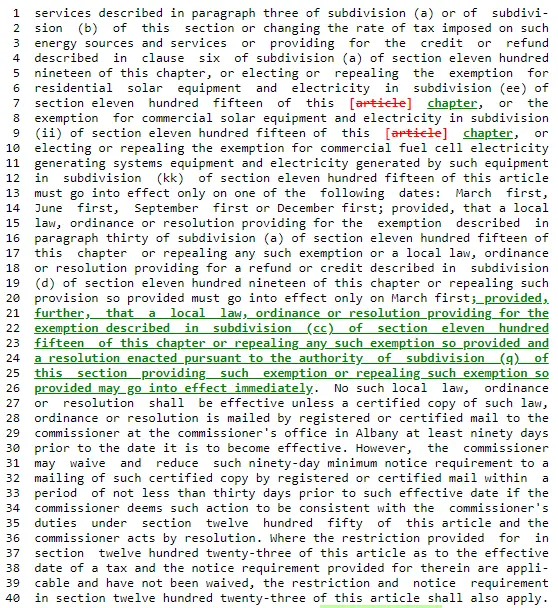 1 services described in paragraph three of subdivision (a) or of subdivi-
2 sion (b) of this section or changing the rate of tax imposed on such
3 energy sources and services or providing for the credit or refund
4 described in clause six of subdivision (a) of section eleven hundred
5 nineteen of this chapter, or electing or repealing the exemption for
6 residential solar equipment and electricity in subdivision (ee) of
7 section eleven hundred fifteen of this [article] chapter, or the
8 exemption for commercial solar equipment and electricity in subdivision
9 (ii) of section eleven hundred fifteen of this [article] chapter, or
10 electing or repealing the exemption for commercial fuel cell electricity
11 generating systems equipment and electricity generated by such equipment
12 in subdivision (kk) of section eleven hundred fifteen of this article
13 must go into effect only on one of the following dates: March first,
14 June first, September first or December first; provided, that a local
15 law, ordinance or resolution providing for the exemption described in
16 paragraph thirty of subdivision (a) of section eleven hundred fifteen of
17 this chapter or repealing any such exemption or a local law, ordinance
18 or resolution providing for a refund or credit described in subdivision
19 (d) of section eleven hundred nineteen of this chapter or repealing such
20 provision so provided must go into effect only on March first; provided,
21 further, that a local law, ordinance or resolution providing for the
22 exemption described in subdivision (cc) of section eleven hundred
23 fifteen of this chapter or repealing any such exemption so provided and
24 a resolution enacted pursuant to the authority of subdivision (q) of
25 this section providing such exemption or repealing such exemption so
26 provided may go into effect immediately. No such local law, ordinance
27 or resolution shall be effective unless a certified copy of such law,
28 ordinance or resolution is mailed by registered or certified mail to the
29 commissioner at the commissioner's office in Albany at least ninety days
30 prior to the date it is to become effective. However, the commissioner
31 may waive and reduce such ninety-day minimum notice requirement to a
32 mailing of such certified copy by registered or certified mail within a
33 period of not less than thirty days prior to such effective date if the
34 commissioner deems such action to be consistent with the commissioner's
35 duties under section twelve hundred fifty of this article and the
36 commissioner acts by resolution. Where the restriction provided for in
37 section twelve hundred twenty-three of this article as to the effective
38 date of a tax and the notice requirement provided for therein are appli-
39 cable and have not been waived, the restriction and notice requirement
40 in section twelve hundred twenty-three of this article shall also apply.